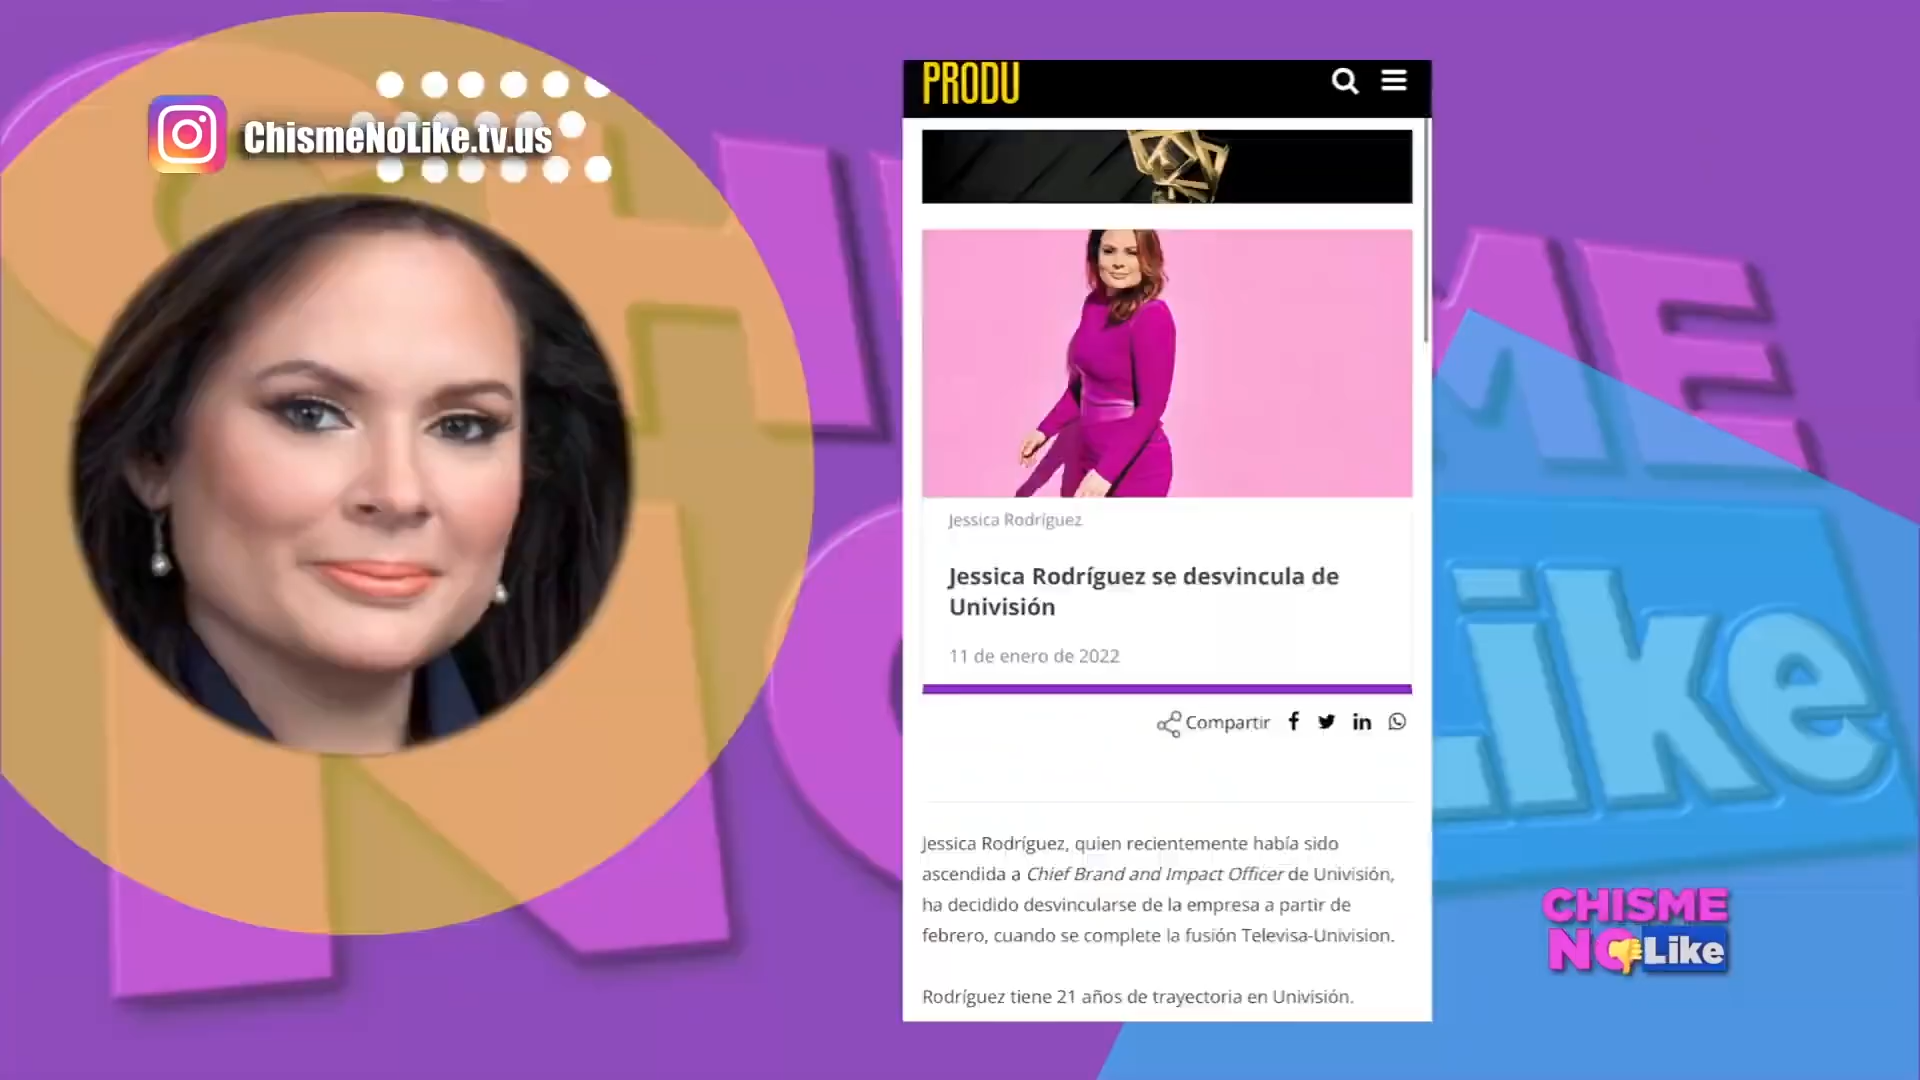 ChismeNoLike.tv.us
PRODU
Jessica Rodríguez
Jessica Rodríguez se desvincula de
Univisión
11 de enero de 2022
Compartir
Jessica Rodríguez, quien recientemente había sido
ascendida a Chief Brand and Impact Officer de Univisión,
ha decidido desvincularse de la empresa a partir de
febrero, cuando se complete la fusión Televisa-Univision.
Rodríguez tiene 21 años de trayectoria en Univisión.
CHISME
NO Like